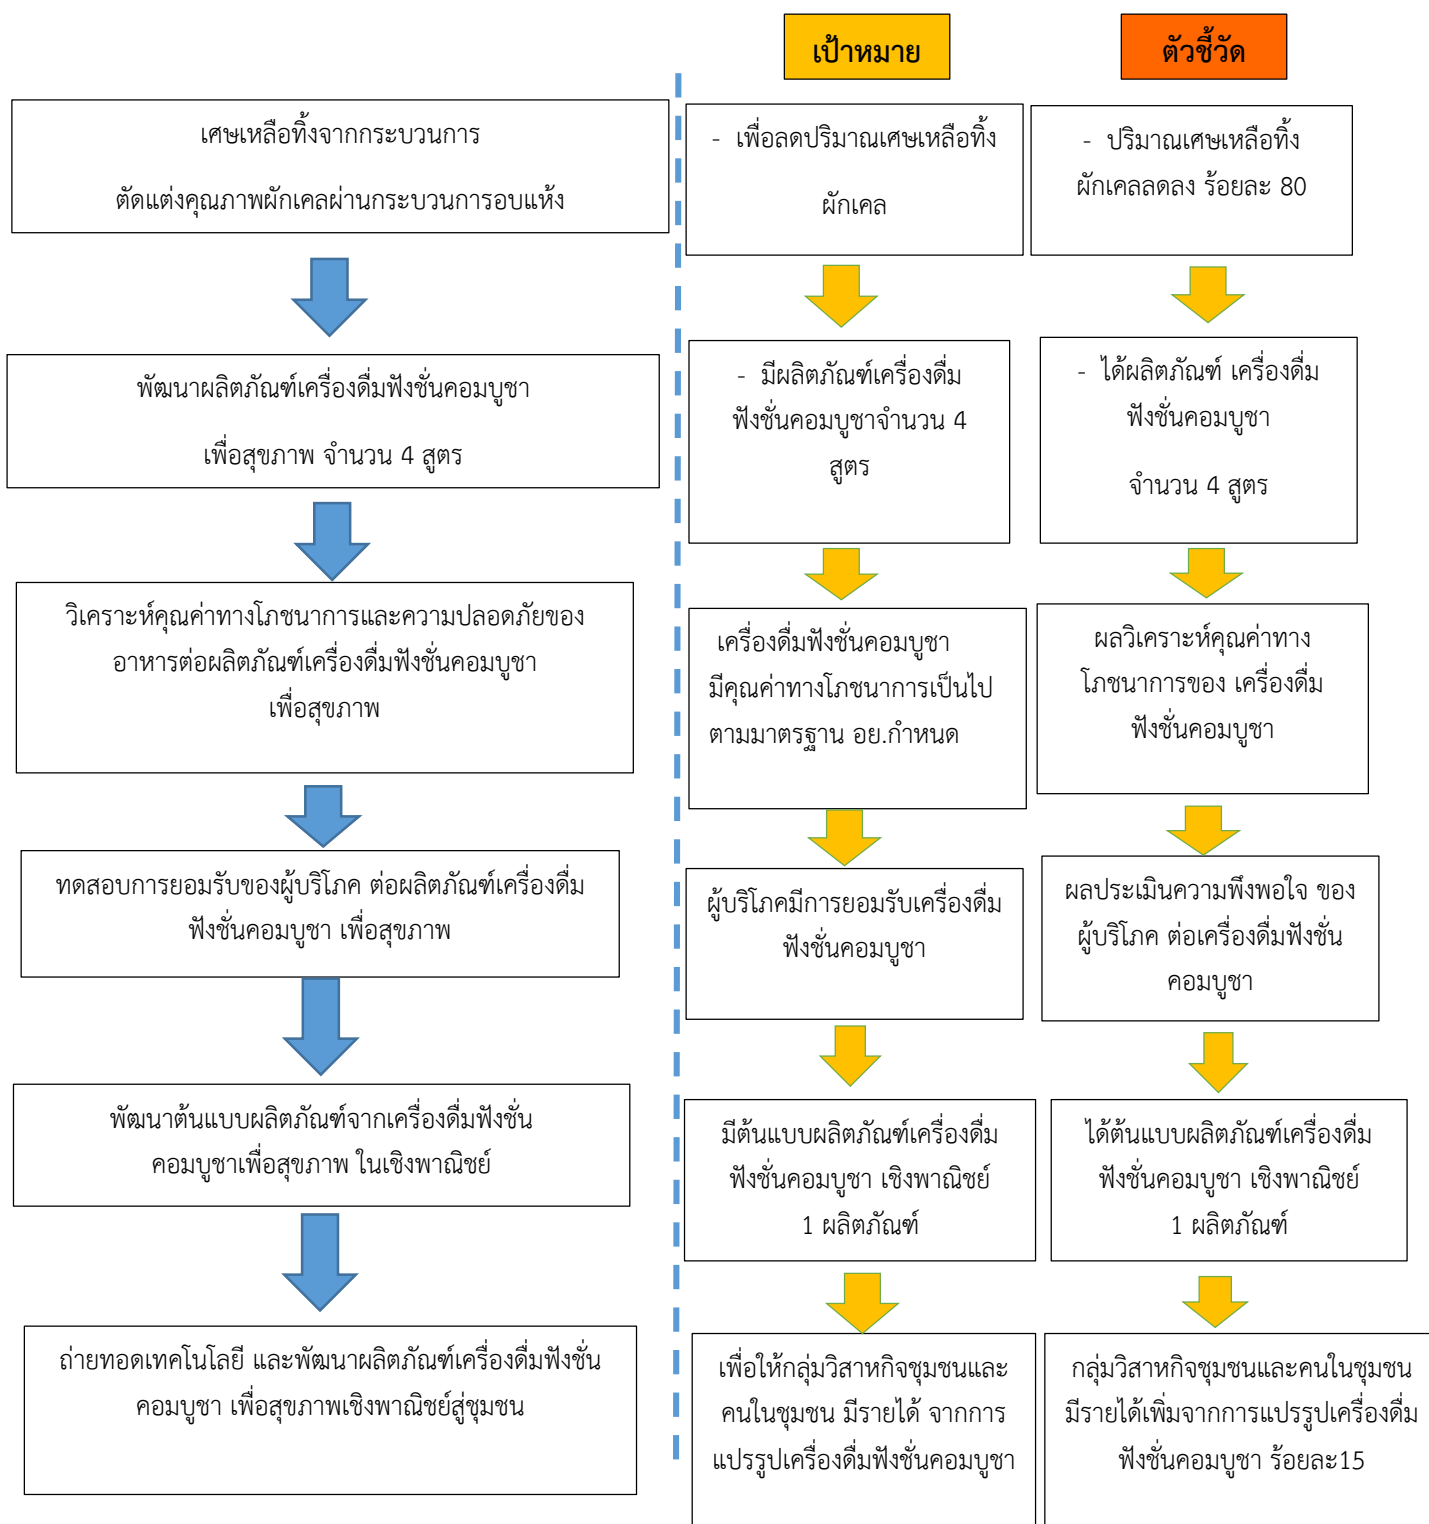 เป้าหมาย
ตัวชี้วัด
เศษเหลือทิ้งจากกระบวนการ
ตัดแต่งคุณภาพผักเคลผ่านกระบวนการอบแห้ง
- เพื่อลดปริมาณเศษเหลือทิ้ง
ผักเคล
- ปริมาณเศษเหลือทิ้ง
ผักเคลลดลง ร้อยละ 80
พัฒนาผลิตภัณฑ์เครื่องดื่มฟังชั่นคอมบูชา
เพื่อสุขภาพ จำนวน 4 สูตร
- มีผลิตภัณฑ์เครื่องดื่ม
ฟังชั่นคอมบูชาจำนวน 4
สูตร
- ได้ผลิตภัณฑ์ เครื่องดื่ม
ฟังชั่นคอมบูชา
จำนวน 4 สูตร
วิเคราะห์คุณค่าทางโภชนาการและความปลอดภัยของ
อาหารต่อผลิตภัณฑ์เครื่องดื่มฟังชั่นคอมบูชา
เพื่อสุขภาพ
เครื่องดื่มฟังชั่นคอมบูชา
มีคุณค่าทางโภชนาการเป็นไป
ตามมาตรฐาน อย.กำหนด
ผลวิเคราะห์คุณค่าทาง
โภชนาการของ เครื่องดื่ม
ฟังชั่นคอมบูชา
ทดสอบการยอมรับของผู้บริโภค ต่อผลิตภัณฑ์เครื่องดื่ม
ฟังชั่นคอมบูชา เพื่อสุขภาพ
ผู้บริโภคมีการยอมรับเครื่องดื่ม
ฟังชั่นคอมบูชา
ผลประเมินความพึงพอใจ ของ
ผู้บริโภค ต่อเครื่องดื่มฟังชั่น
คอมบูชา
พัฒนาต้นแบบผลิตภัณฑ์จากเครื่องดื่มฟังชั่น
คอมบูชาเพื่อสุขภาพ ในเชิงพาณิชย์
มีต้นแบบผลิตภัณฑ์เครื่องดื่ม
ฟังชั่นคอมบูชา เชิงพาณิชย์
1 ผลิตภัณฑ์
ได้ต้นแบบผลิตภัณฑ์เครื่องดื่ม
ฟังชั่นคอมบูชา เชิงพาณิชย์
1 ผลิตภัณฑ์
ถ่ายทอดเทคโนโลยี และพัฒนาผลิตภัณฑ์เครื่องดื่มฟังชั่น
คอมบูชา เพื่อสุขภาพเชิงพาณิชย์สู่ชุมชน
เพื่อให้กลุ่มวิสาหกิจชุมชนและ
คนในชุมชน มีรายได้ จากการ
แปรรูปเครื่องดื่มฟังชั่นคอมบูชา
กลุ่มวิสาหกิจชุมชนและคนในชุมชน
มีรายได้เพิ่มจากการแปรรูปเครื่องดื่ม
ฟังชั่นคอมบูชา ร้อยละ15